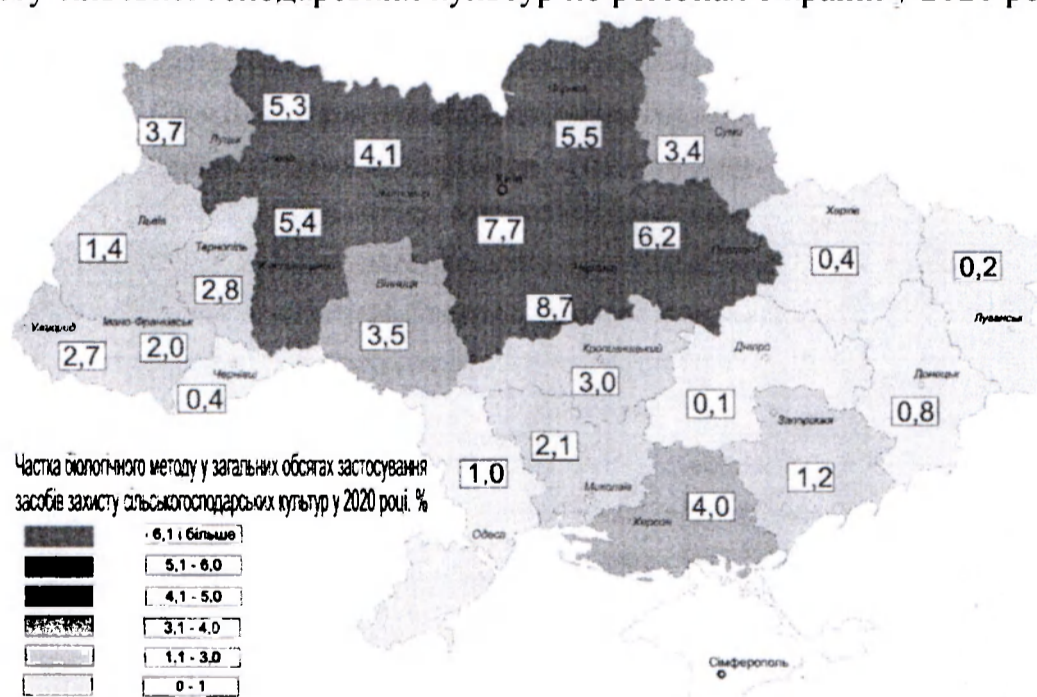 5,3
3,7
Луцьк
4,1
5,5
3,4
Суми
Київ
Львів
1,4
Тернопіль
5,4
7,7
6,2
Харків
0,4
0,2
2,8
Вінниця
Черкаси
8,7
Луганськ
Ужгород
Івано-Франківськ
2,7
2,0
3,5
Кропивницький
Дніпро
Чернівці
0,4
3,0
0,1
Донецьк
0,8
Запоріжжя
2,1
1,2
Частка біологічного методу у загальних обсягах застосування
засобів захисту сільськогосподарських культур у 2020 році, %
1,0
Миколаїв
4,0
Херсон
Одеса
6,1 і більше
5,1 - 6,0
4,1 - 5,0
3,1 - 4,0
1,1 - 3,0
0 - 1
Сімферополь